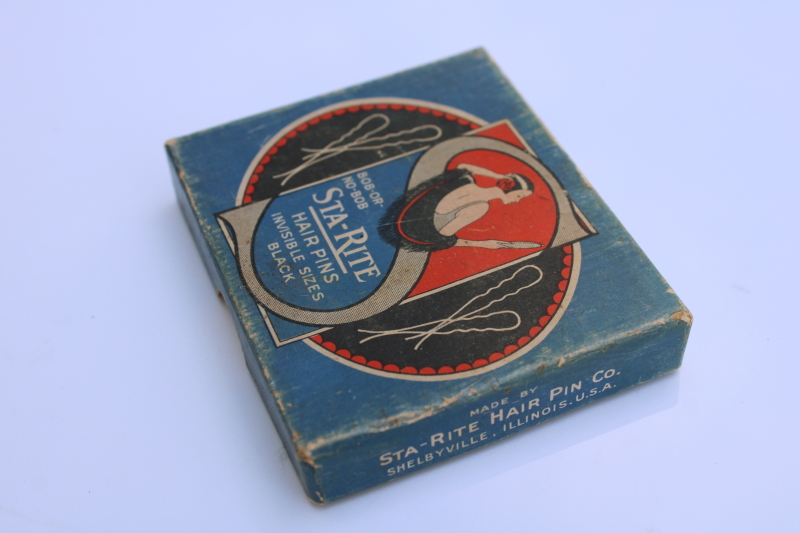 BOB-OR-
NO-BOB
STA-RITE
HAIR PINS
INVISIBLE SIZES
BLACK
MADE BY
STA-RITE HAIR PIN CO.
SHELBYVILLE, ILLINOIS. U.S.A.